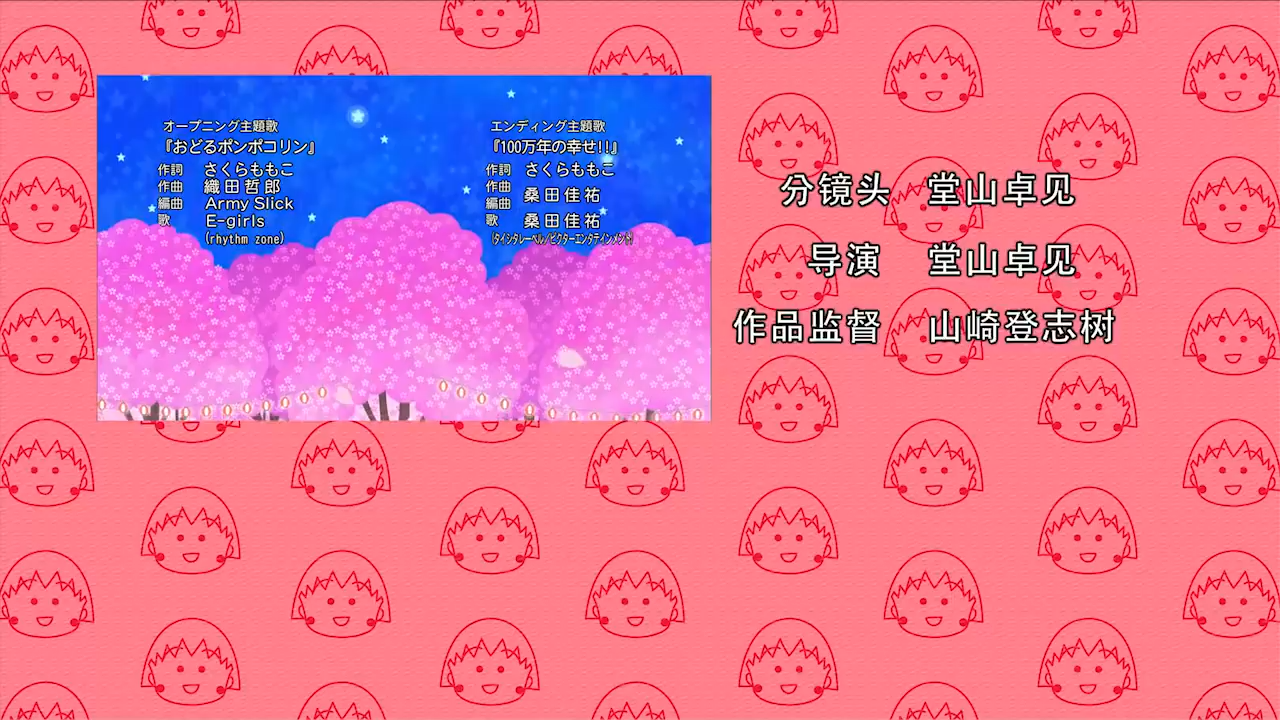 オープニング主題歌
『おどるポンポコリン』
作詞 さくらももこ
作曲 織田哲郎
編曲 Army Slick
歌 E-girls
(rhythm zone)
エンディング主題歌
『100万年の幸せ!!』
作詞 さくらももこ
作曲
編曲 桑田佳祐
歌 桑田佳祐
(タイシタレーベル/ビクターエンタテインメント)
分镜头 堂山卓见
导演 堂山卓见
作品监督 山崎登志树